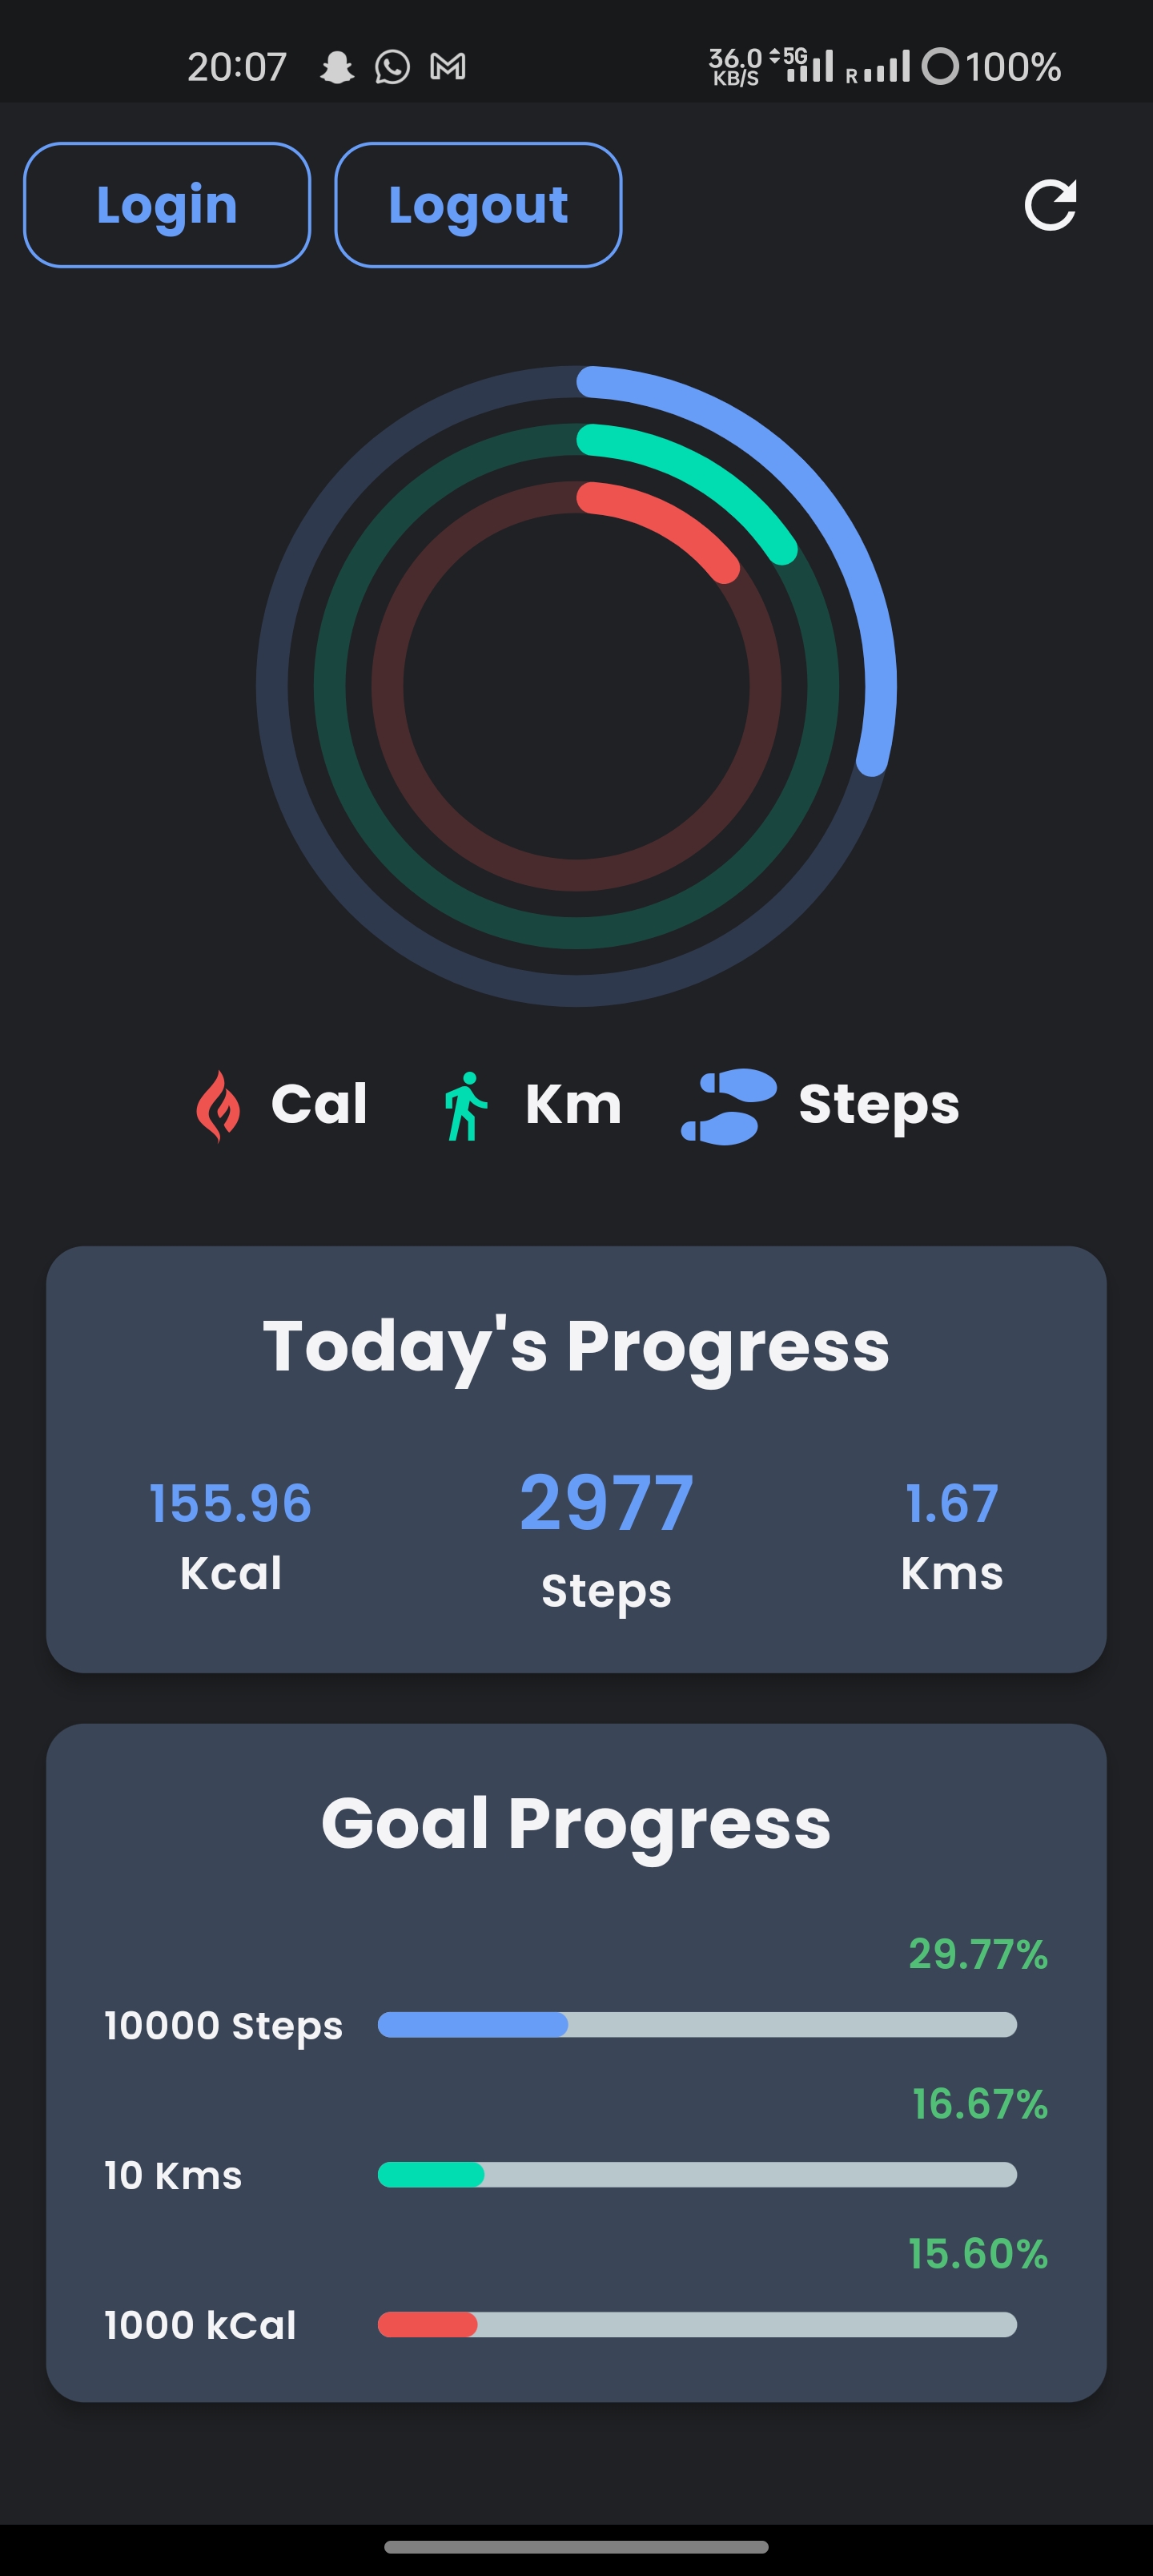 20:07 36.0 KB/S 5G R 100%
Login Logout
Cal Km Steps
Today's Progress
155.96 2977 1.67
Kcal Steps Kms
Goal Progress
29.77%
10000 Steps
16.67%
10 Kms
15.60%
1000 kCal